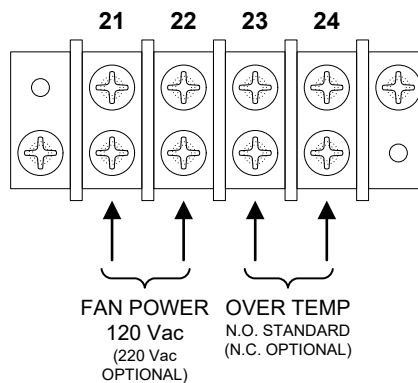 21 22 23 24
FAN POWER OVER TEMP
120 Vac N.O. STANDARD
(220 Vac (N.C. OPTIONAL)
OPTIONAL)